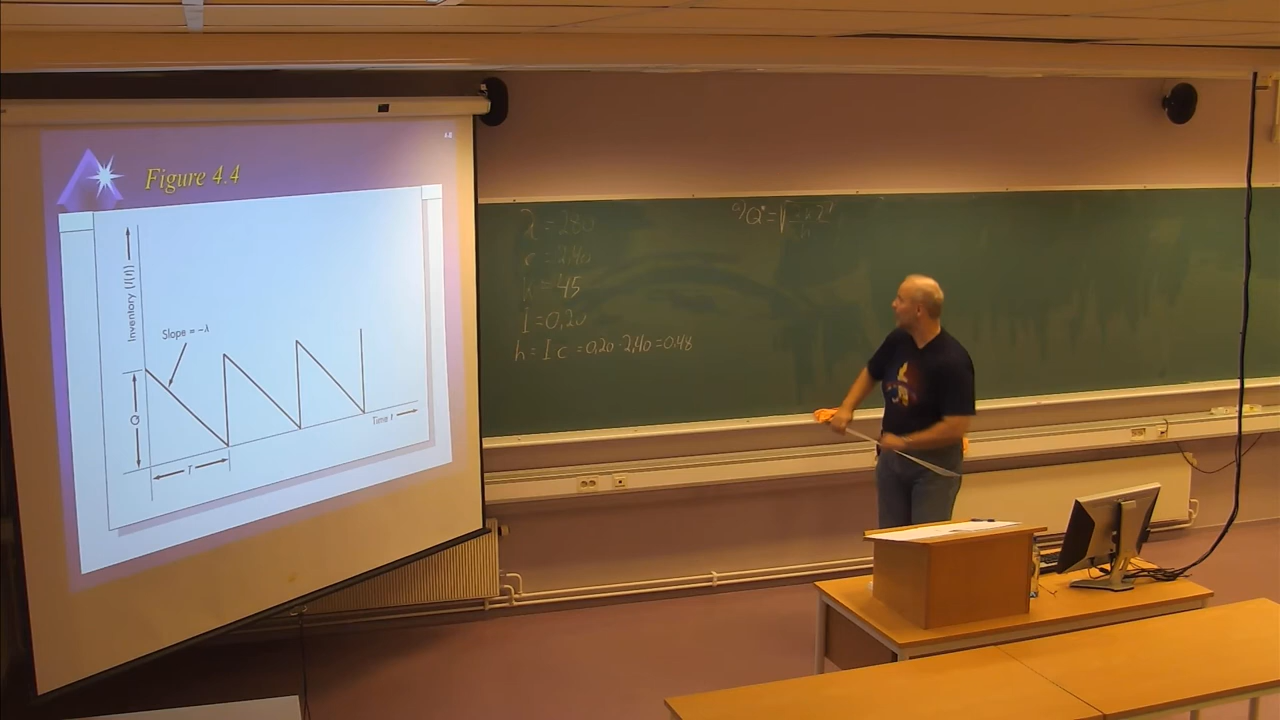 Figure 4.4
Inventory (I(t))
Slope = -λ
Q
T
Time t
λ = 280
c = 2,40
k = 45
I = 0,20
h = I · c = 0,20 · 2,40 = 0,48
a) Q* =